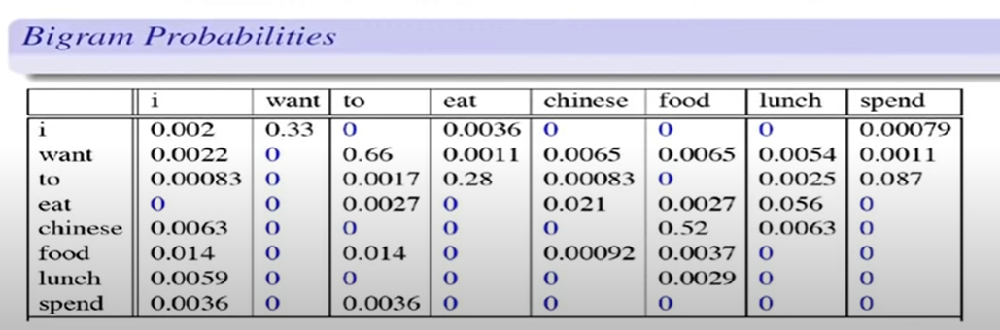 Bigram Probabilities
i want to eat chinese food lunch spend
i 0.002 0.33 0 0.0036 0 0 0 0.00079
want 0.0022 0 0.66 0.0011 0.0065 0.0065 0.0054 0.0011
to 0.00083 0 0.0017 0.28 0.00083 0 0.0025 0.087
eat 0 0 0.0027 0 0.021 0.0027 0.056 0
chinese 0.0063 0 0 0 0 0.52 0.0063 0
food 0.014 0 0.014 0 0.00092 0.0037 0 0
lunch 0.0059 0 0 0 0 0.0029 0 0
spend 0.0036 0 0.0036 0 0 0 0 0